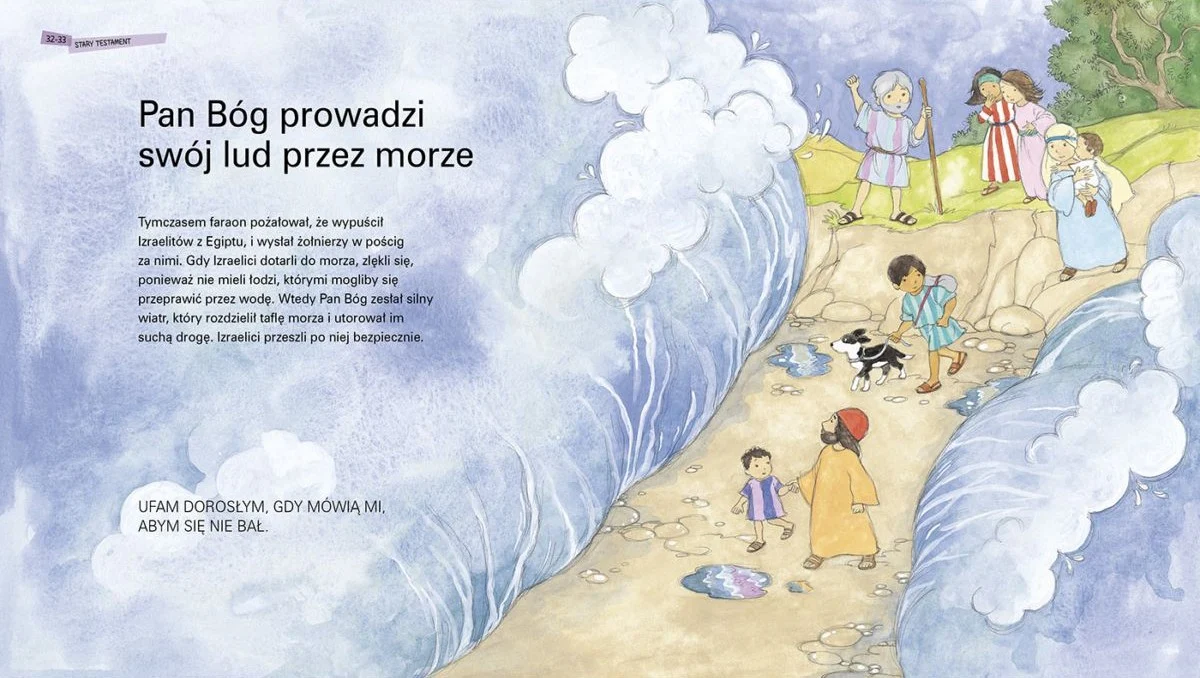 32-33 STARY TESTAMENT
Pan Bóg prowadzi
swój lud przez morze
Tymczasem faraon pożałował, że wypuścił
Izraelitów z Egiptu, i wysłał żołnierzy w pościg
za nimi. Gdy Izraelici dotarli do morza, zlękli się,
ponieważ nie mieli łodzi, którymi mogliby się
przeprawić przez wodę. Wtedy Pan Bóg zesłał silny
wiatr, który rozdzielił taflę morza i utorował im
suchą drogę. Izraelici przeszli po niej bezpiecznie.
UFAM DOROSŁYM, GDY MÓWIĄ MI,
ABYM SIĘ NIE BAŁ.